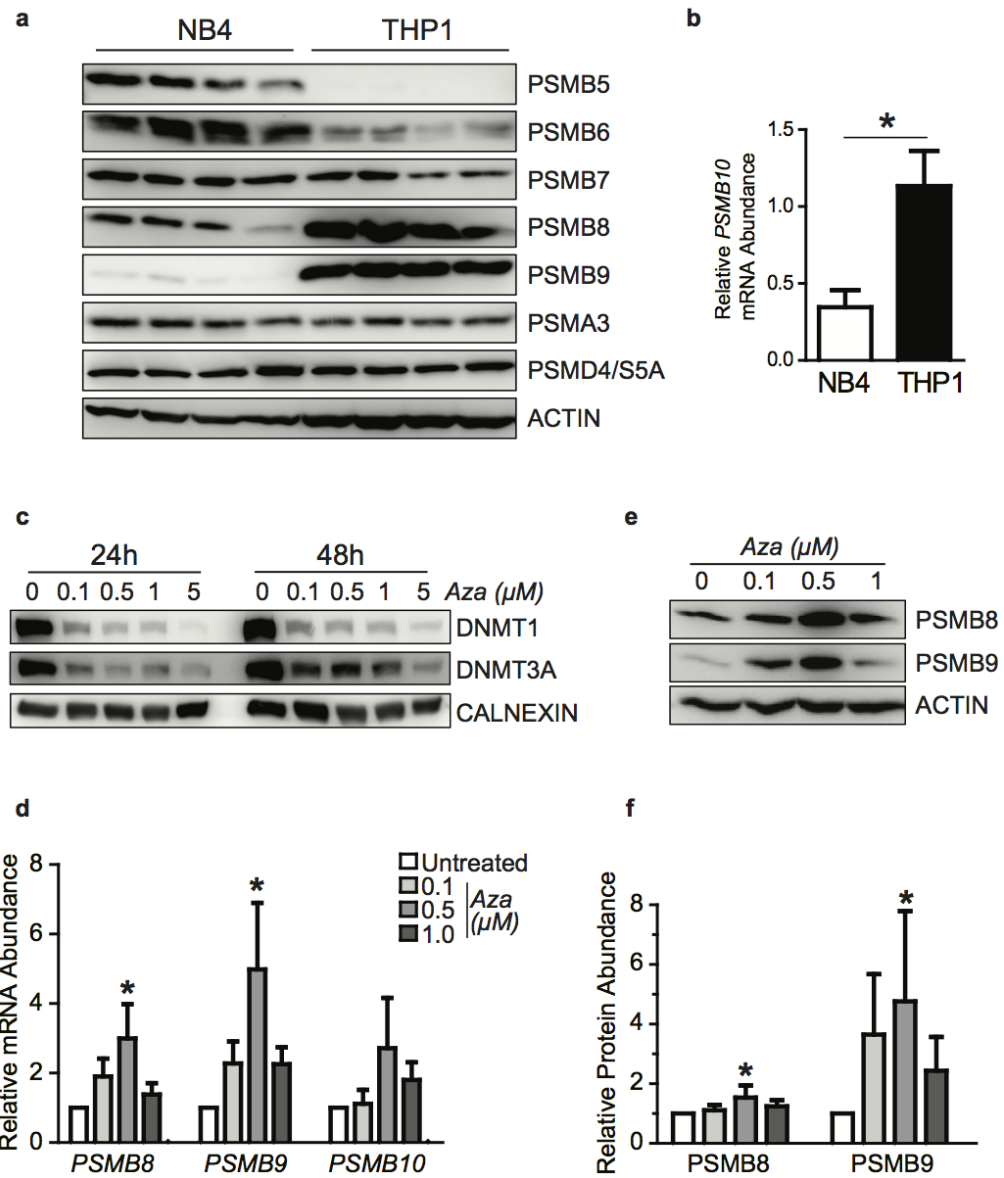 a
NB4 THP1
PSMB5
PSMB6
PSMB7
PSMB8
PSMB9
PSMA3
PSMD4/S5A
ACTIN
b
*
Relative PSMB10
mRNA Abundance
1.5
1.0
0.5
0.0
NB4 THP1
c
24h 48h
0 0.1 0.5 1 5 0 0.1 0.5 1 5 Aza (µM)
DNMT1
DNMT3A
CALNEXIN
e
Aza (µM)
0 0.1 0.5 1
PSMB8
PSMB9
ACTIN
d
Relative mRNA Abundance
8
6
4
2
0
* *
Untreated
0.1
0.5
1.0
Aza
(µM)
PSMB8 PSMB9 PSMB10
f
Relative Protein Abundance
8
6
4
2
0
* *
PSMB8 PSMB9